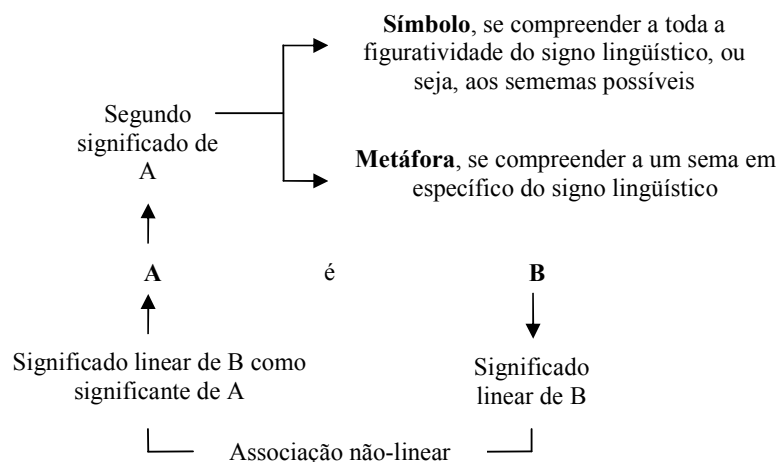 Símbolo, se compreender a toda a
figuratividade do signo lingüístico, ou
seja, aos sememas possíveis
Segundo
significado de
A
Metáfora, se compreender a um sema em
específico do signo lingüístico
A é B
Significado linear de B como
significante de A
Significado
linear de B
Associação não-linear